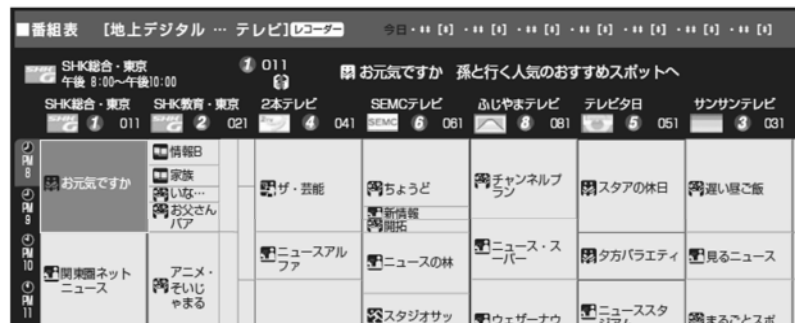 ■番組表 [地上デジタル … テレビ] レコーダー 今日・** [*] ・** [*] ・** [*] ・** [*] ・** [*] ・** [*]
SHK総合・東京 1 011 お元気ですか 孫と行く人気のおすすめスポットへ
午後 8:00〜午後10:00
SHK総合・東京 SHK教育・東京 2本テレビ SEMCテレビ ふじやまテレビ テレビタ日 サンサンテレビ
SHK G 1 011 SHK G 2 021 4 041 SEMC 6 061 8 081 5 051 3 031
PM 8
PM 9
PM 10
PM 11
お元気ですか
関東圏ネット
ニュース
情報B
家族
いな…
お父さん
バア
アニメ・
そいじ
ゃまる
ザ・芸能
ニュースアル
ファ
ちょうど
新情報
開拓
ニュースの林
スタジオサッ
チャンネルプ
ラン
ニュース・ス
ーパー
ウェザーナウ
スタアの休日
夕方バラエティ
ニューススタ
ジアム
遅い昼ご飯
見るニュース
まるごとスポ